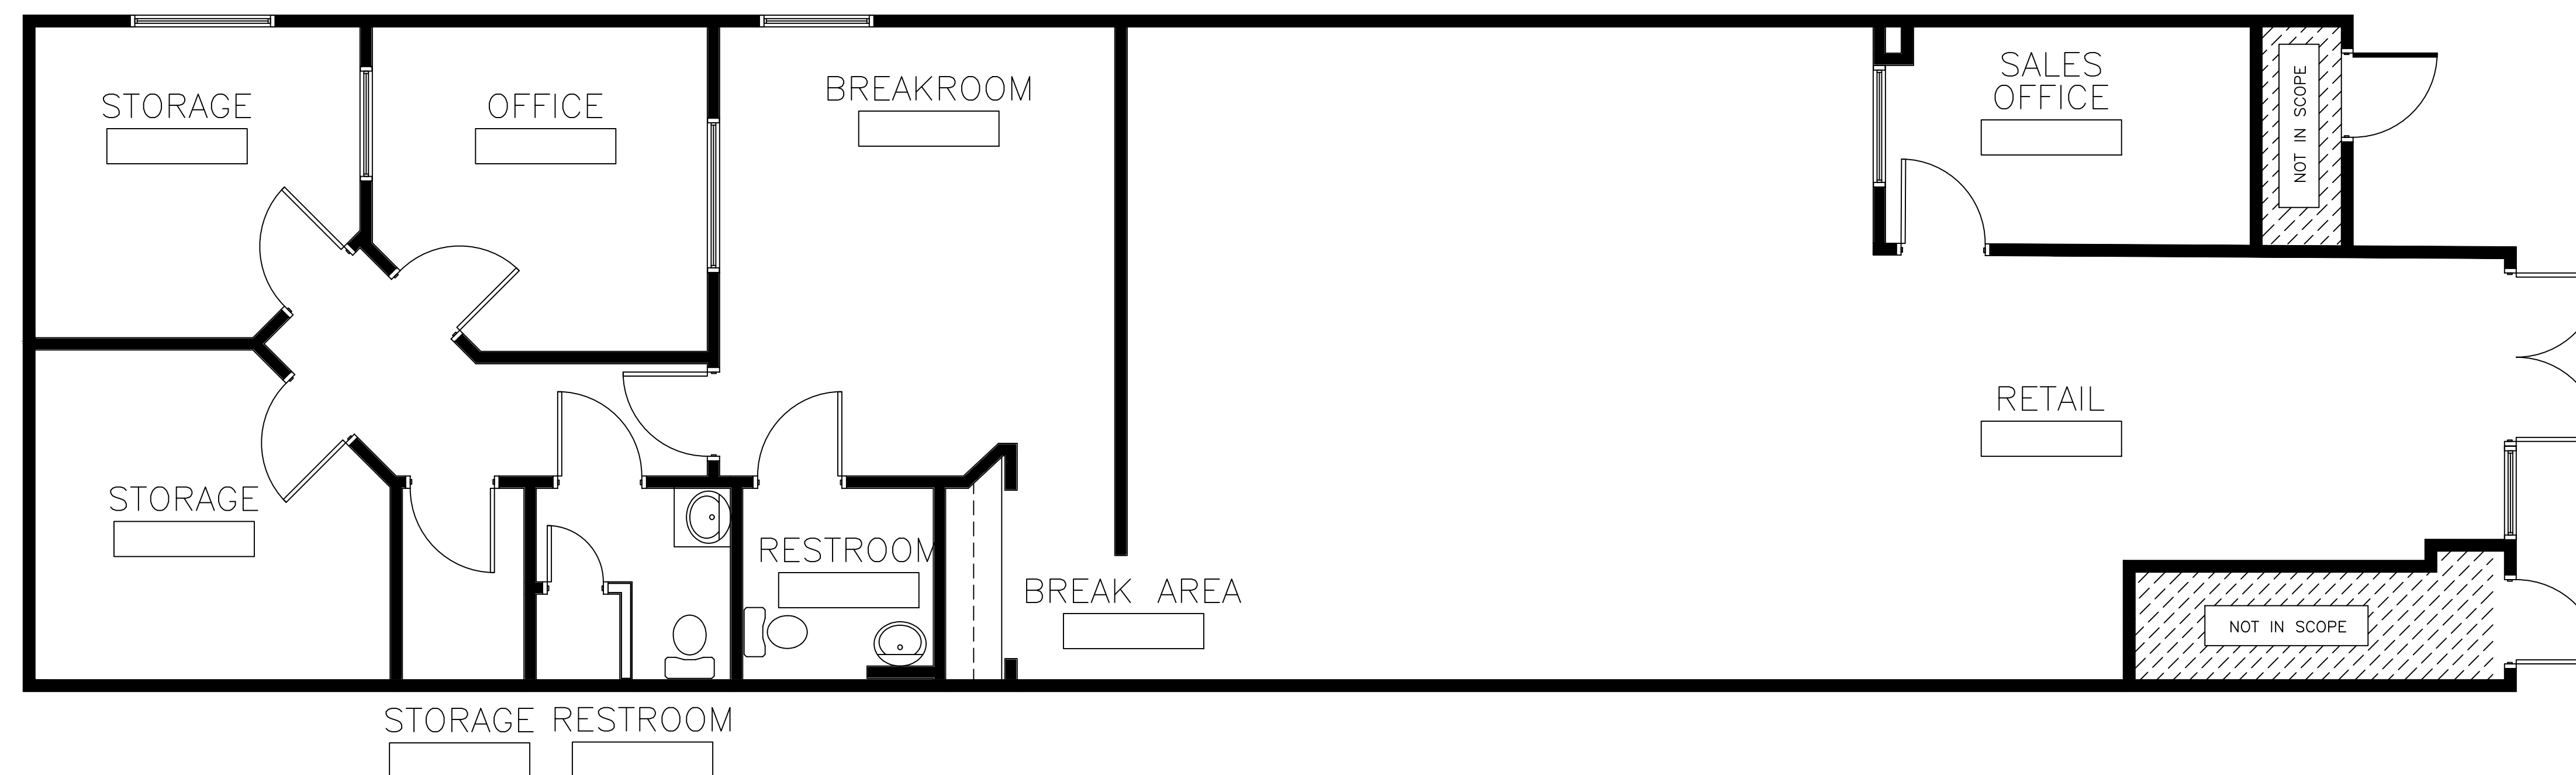 STORAGE
OFFICE
BREAKROOM
SALES
OFFICE
NOT IN SCOPE
RETAIL
STORAGE
RESTROOM
BREAK AREA
NOT IN SCOPE
STORAGE
RESTROOM